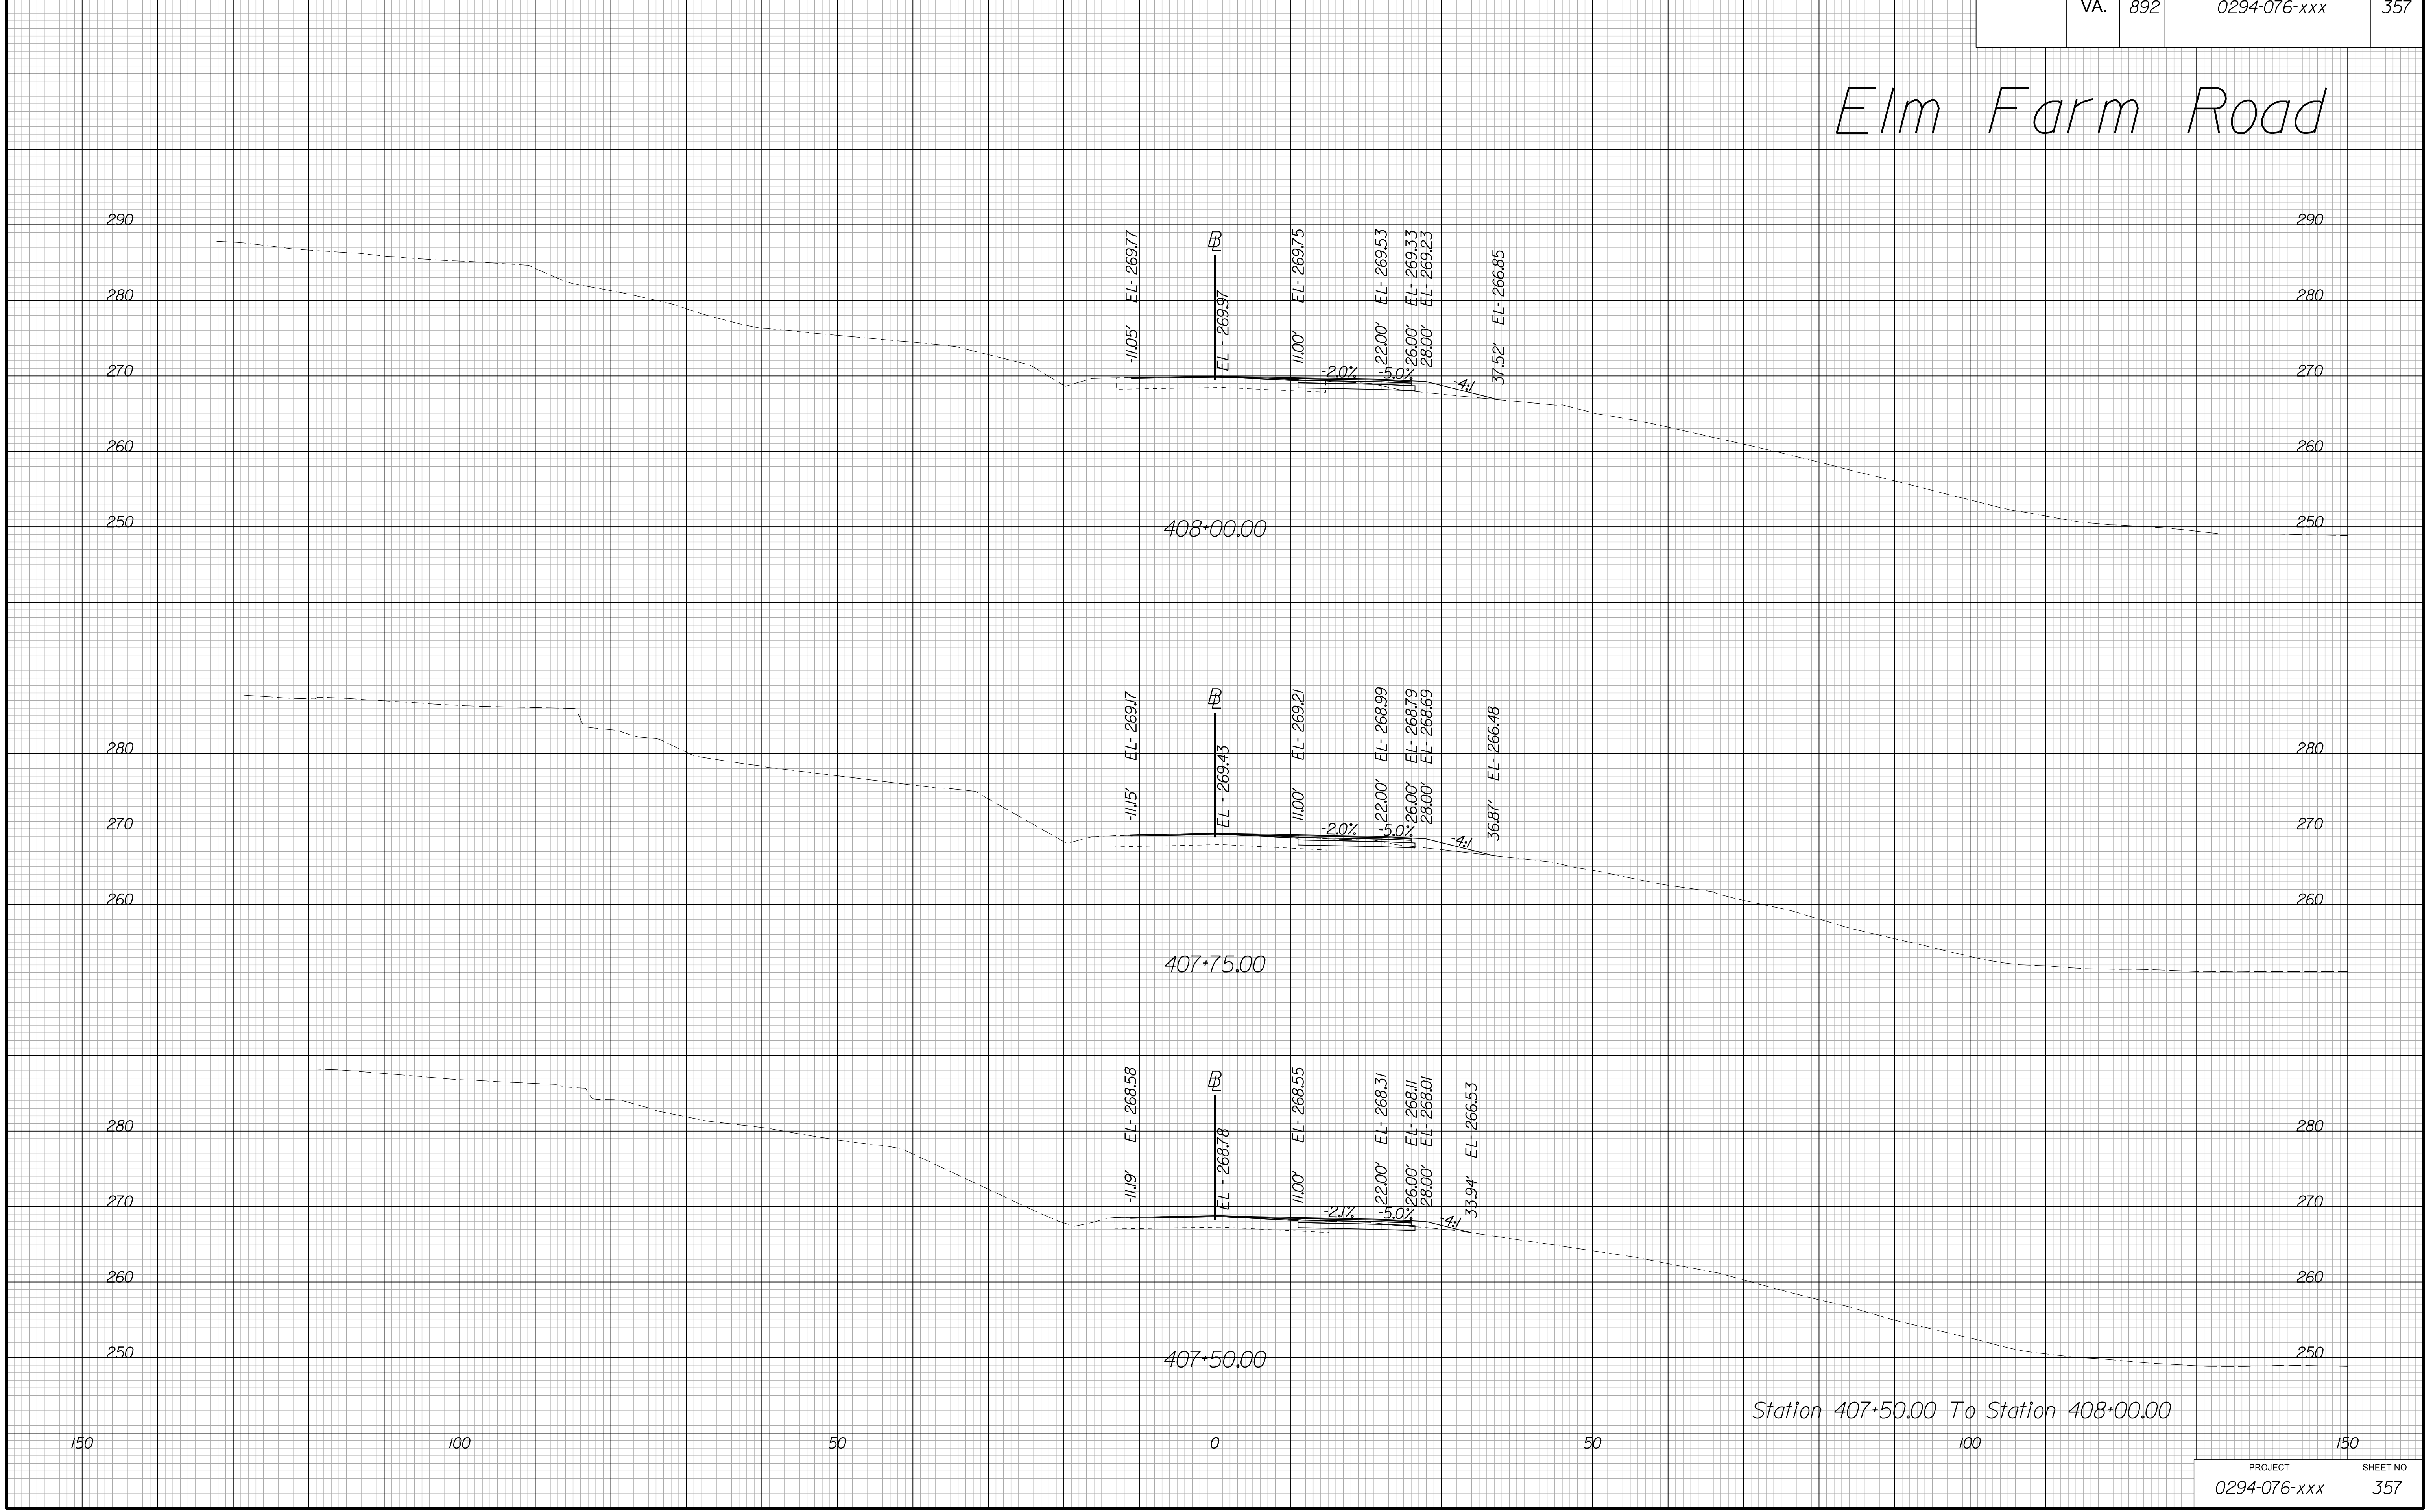 VA. 892 0294-076-xxx 357
Elm Farm Road
290 290
280 280
270 270
260 260
250 250
-11.05' EL- 269.77
B
EL - 269.97
11.00' EL- 269.75
22.00' EL- 269.53
26.00' EL- 269.33
28.00' EL- 269.23
37.52' EL- 266.85
-2.0% -5.0% -4:1
408+00.00
280 280
270 270
260 260
-11.15' EL- 269.17
B
EL - 269.43
11.00' EL- 269.21
22.00' EL- 268.99
26.00' EL- 268.79
28.00' EL- 268.69
36.87' EL- 266.48
-2.0% -5.0% -4:1
407+75.00
280 280
270 270
260 260
250 250
-11.19' EL- 268.58
B
EL - 268.78
11.00' EL- 268.55
22.00' EL- 268.31
26.00' EL- 268.11
28.00' EL- 268.01
33.94' EL- 266.53
-2.1% -5.0% -4:1
407+50.00
Station 407+50.00 To Station 408+00.00
150 100 50 0 50 100 150
PROJECT SHEET NO.
0294-076-xxx 357